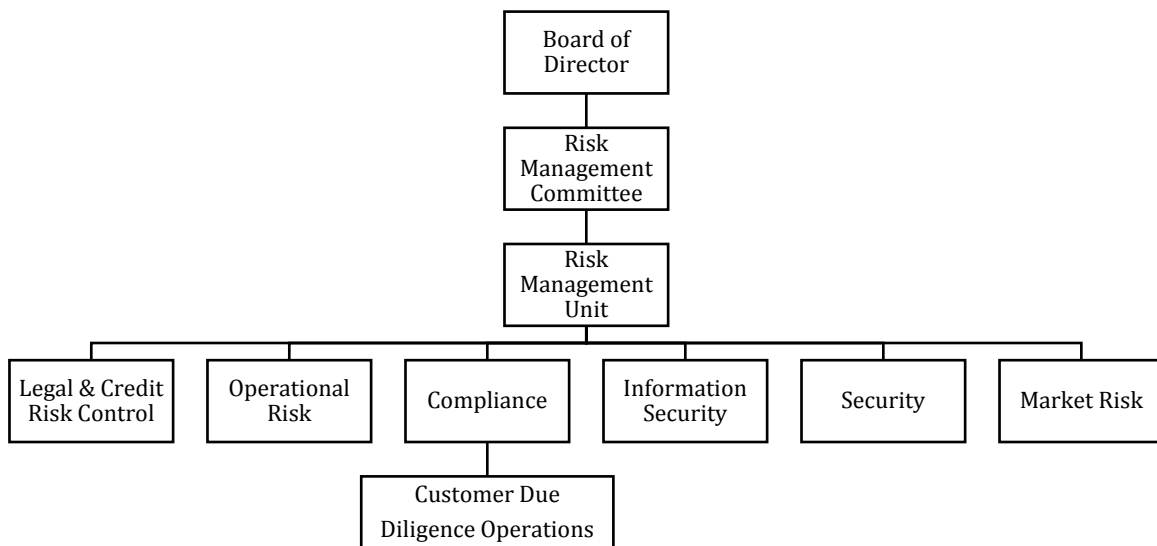 Board of
Director
Risk
Management
Committee
Risk
Management
Unit
Legal & Credit
Risk Control
Operational
Risk
Compliance
Information
Security
Security
Market Risk
Customer Due
Diligence Operations